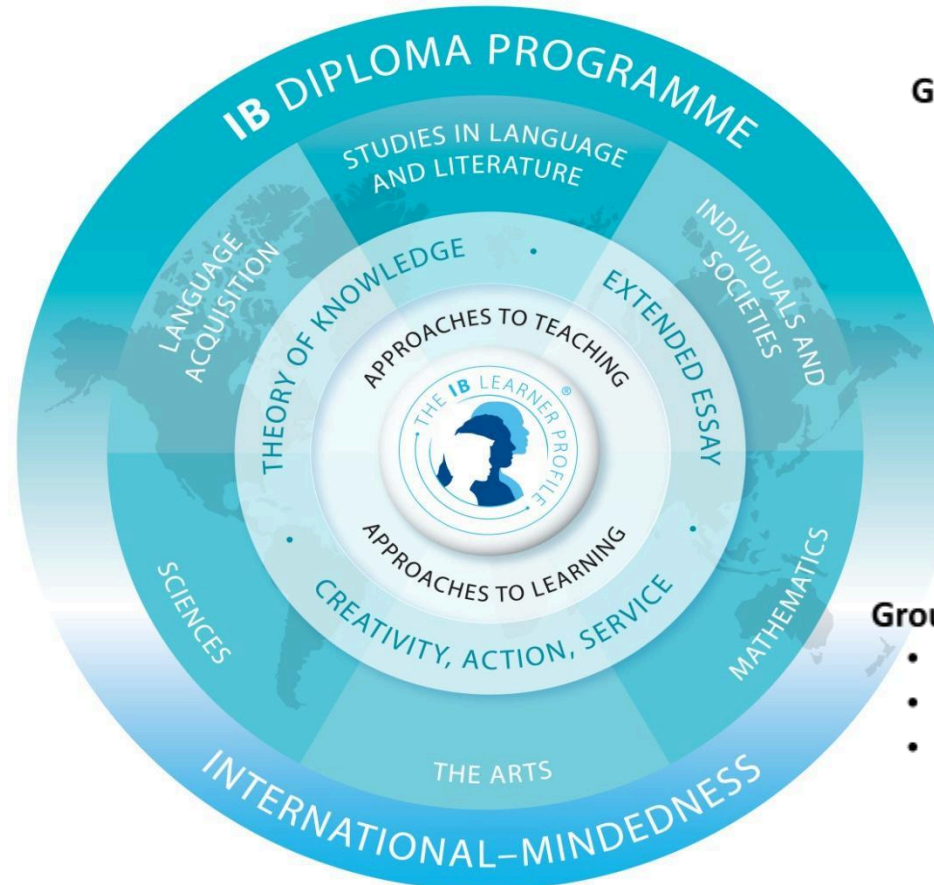 IB DIPLOMA PROGRAMME
STUDIES IN LANGUAGE
AND LITERATURE
LANGUAGE
ACQUISITION
INDIVIDUALS AND
SOCIETIES
THEORY OF KNOWLEDGE
EXTENDED ESSAY
APPROACHES TO TEACHING
THE IB LEARNER PROFILE ®
APPROACHES TO LEARNING
CREATIVITY, ACTION, SERVICE
SCIENCES
MATHEMATICS
THE ARTS
INTERNATIONAL–MINDEDNESS
G
Grou
•
•
•